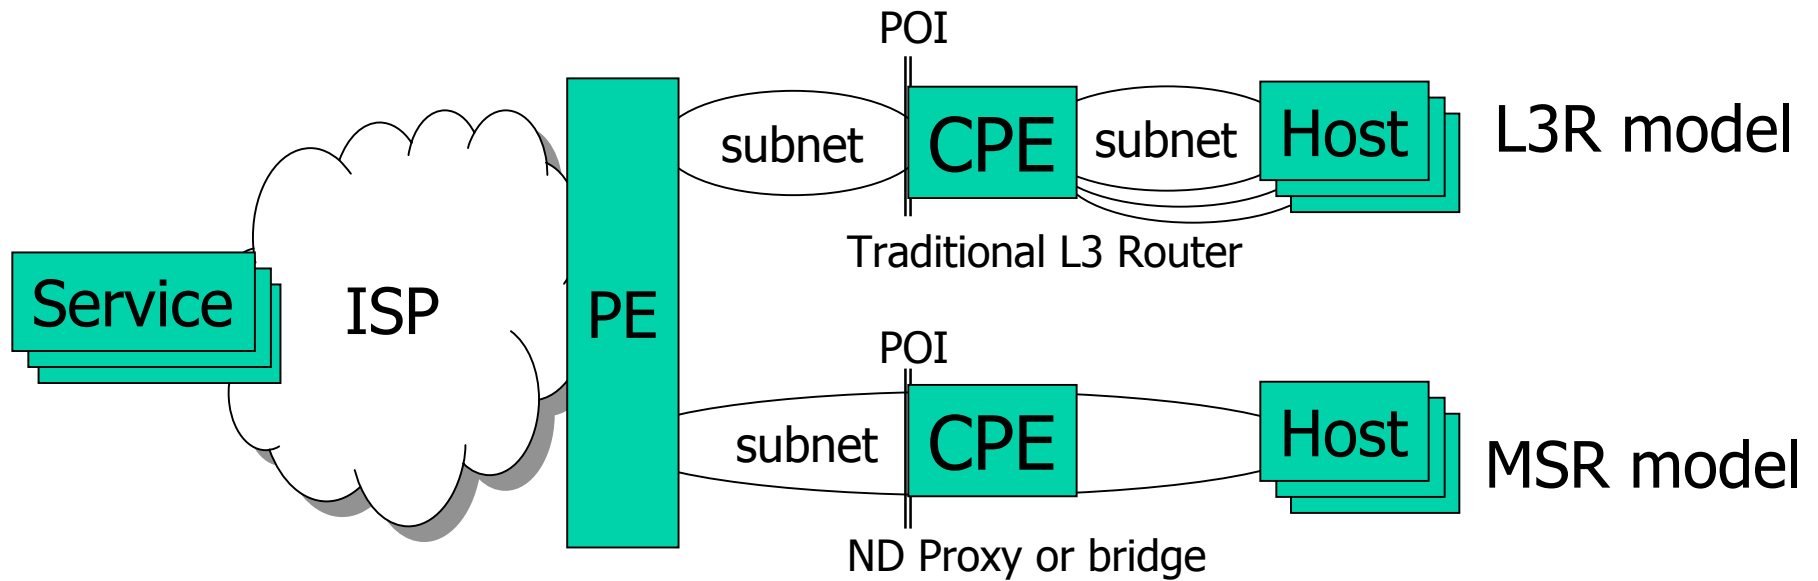 POI
subnet
CPE
subnet
Host
L3R model
Traditional L3 Router
Service
ISP
PE
POI
subnet
CPE
Host
MSR model
ND Proxy or bridge